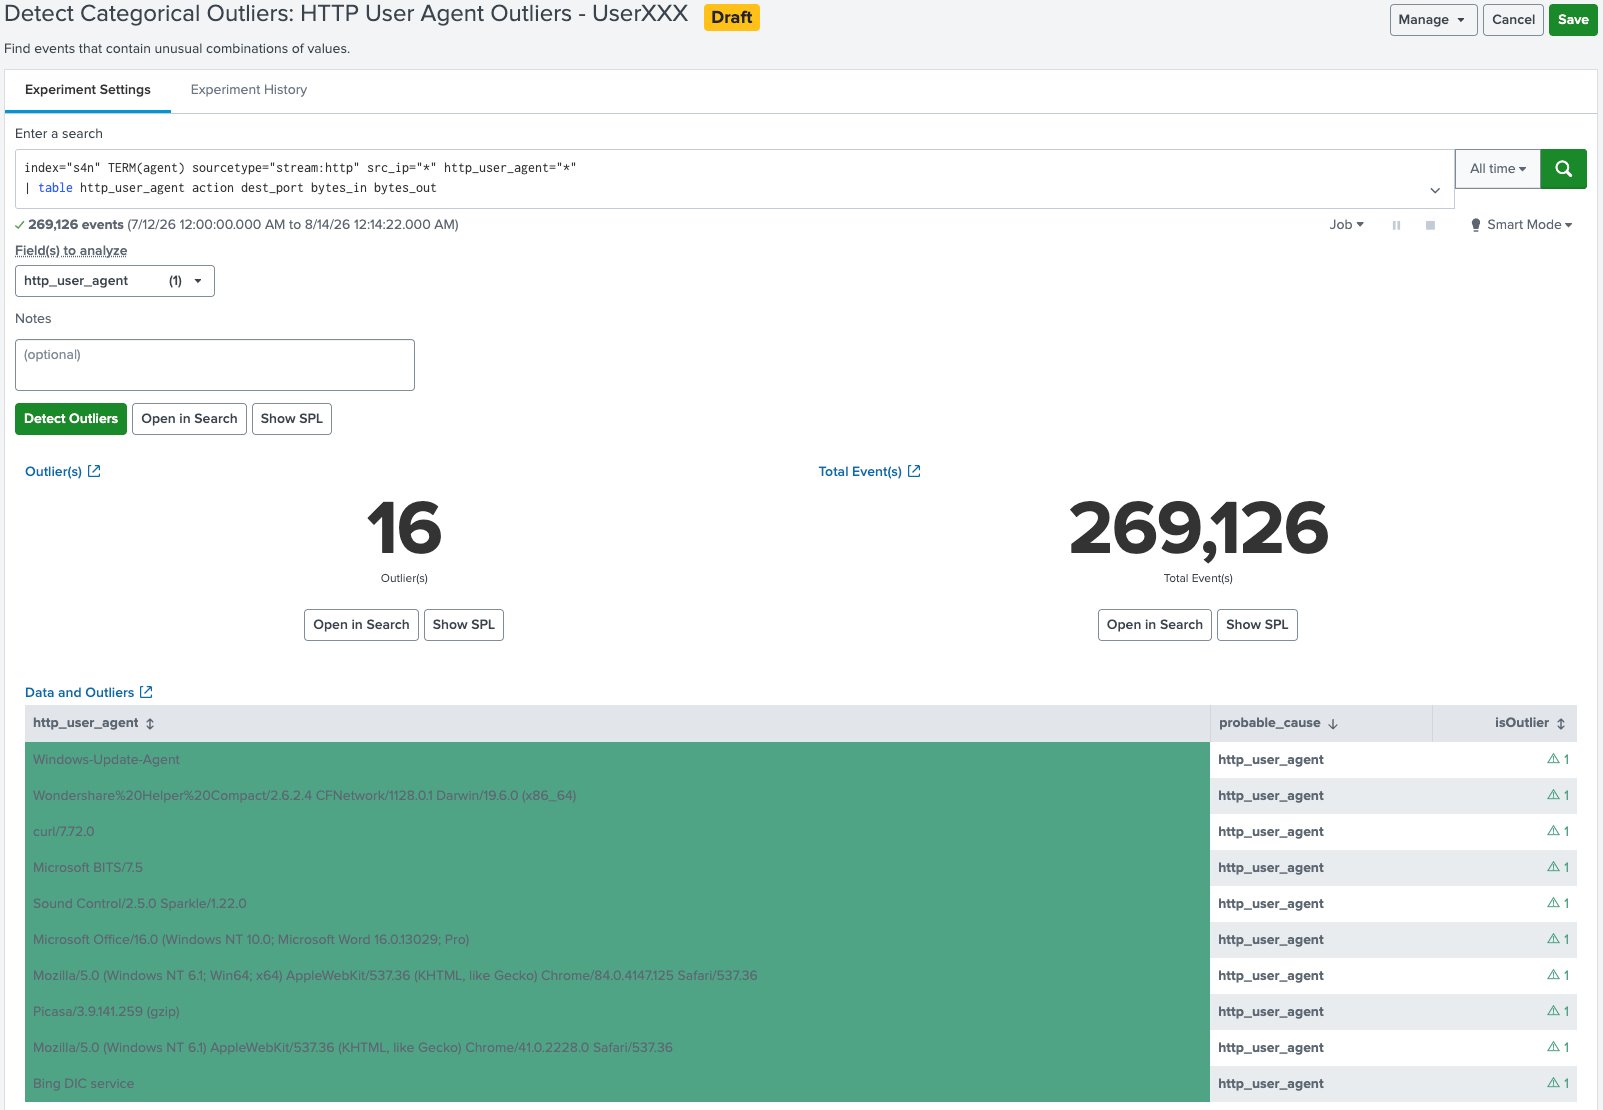 Detect Categorical Outliers: HTTP User Agent Outliers - UserXXX Draft Manage Cancel Save
Find events that contain unusual combinations of values.
Experiment Settings Experiment History
Enter a search
index="s4n" TERM(agent) sourcetype="stream:http" src_ip="*" http_user_agent="*"
| table http_user_agent action dest_port bytes_in bytes_out
All time
269,126 events (7/12/26 12:00:00.000 AM to 8/14/26 12:14:22.000 AM) Job Smart Mode
Field(s) to analyze
http_user_agent (1)
Notes
(optional)
Detect Outliers Open in Search Show SPL
Outlier(s) Total Event(s)
16 269,126
Outlier(s) Total Event(s)
Open in Search Show SPL Open in Search Show SPL
Data and Outliers
http_user_agent probable_cause isOutlier
Windows-Update-Agent http_user_agent 1
Wondershare%20Helper%20Compact/2.6.2.4 CFNetwork/1128.0.1 Darwin/19.6.0 (x86_64) http_user_agent 1
curl/7.72.0 http_user_agent 1
Microsoft BITS/7.5 http_user_agent 1
Sound Control/2.5.0 Sparkle/1.22.0 http_user_agent 1
Microsoft Office/16.0 (Windows NT 10.0; Microsoft Word 16.0.13029; Pro) http_user_agent 1
Mozilla/5.0 (Windows NT 6.1; Win64; x64) AppleWebKit/537.36 (KHTML, like Gecko) Chrome/84.0.4147.125 Safari/537.36 http_user_agent 1
Picasa/3.9.141.259 (gzip) http_user_agent 1
Mozilla/5.0 (Windows NT 6.1) AppleWebKit/537.36 (KHTML, like Gecko) Chrome/41.0.2228.0 Safari/537.36 http_user_agent 1
Bing DIC service http_user_agent 1